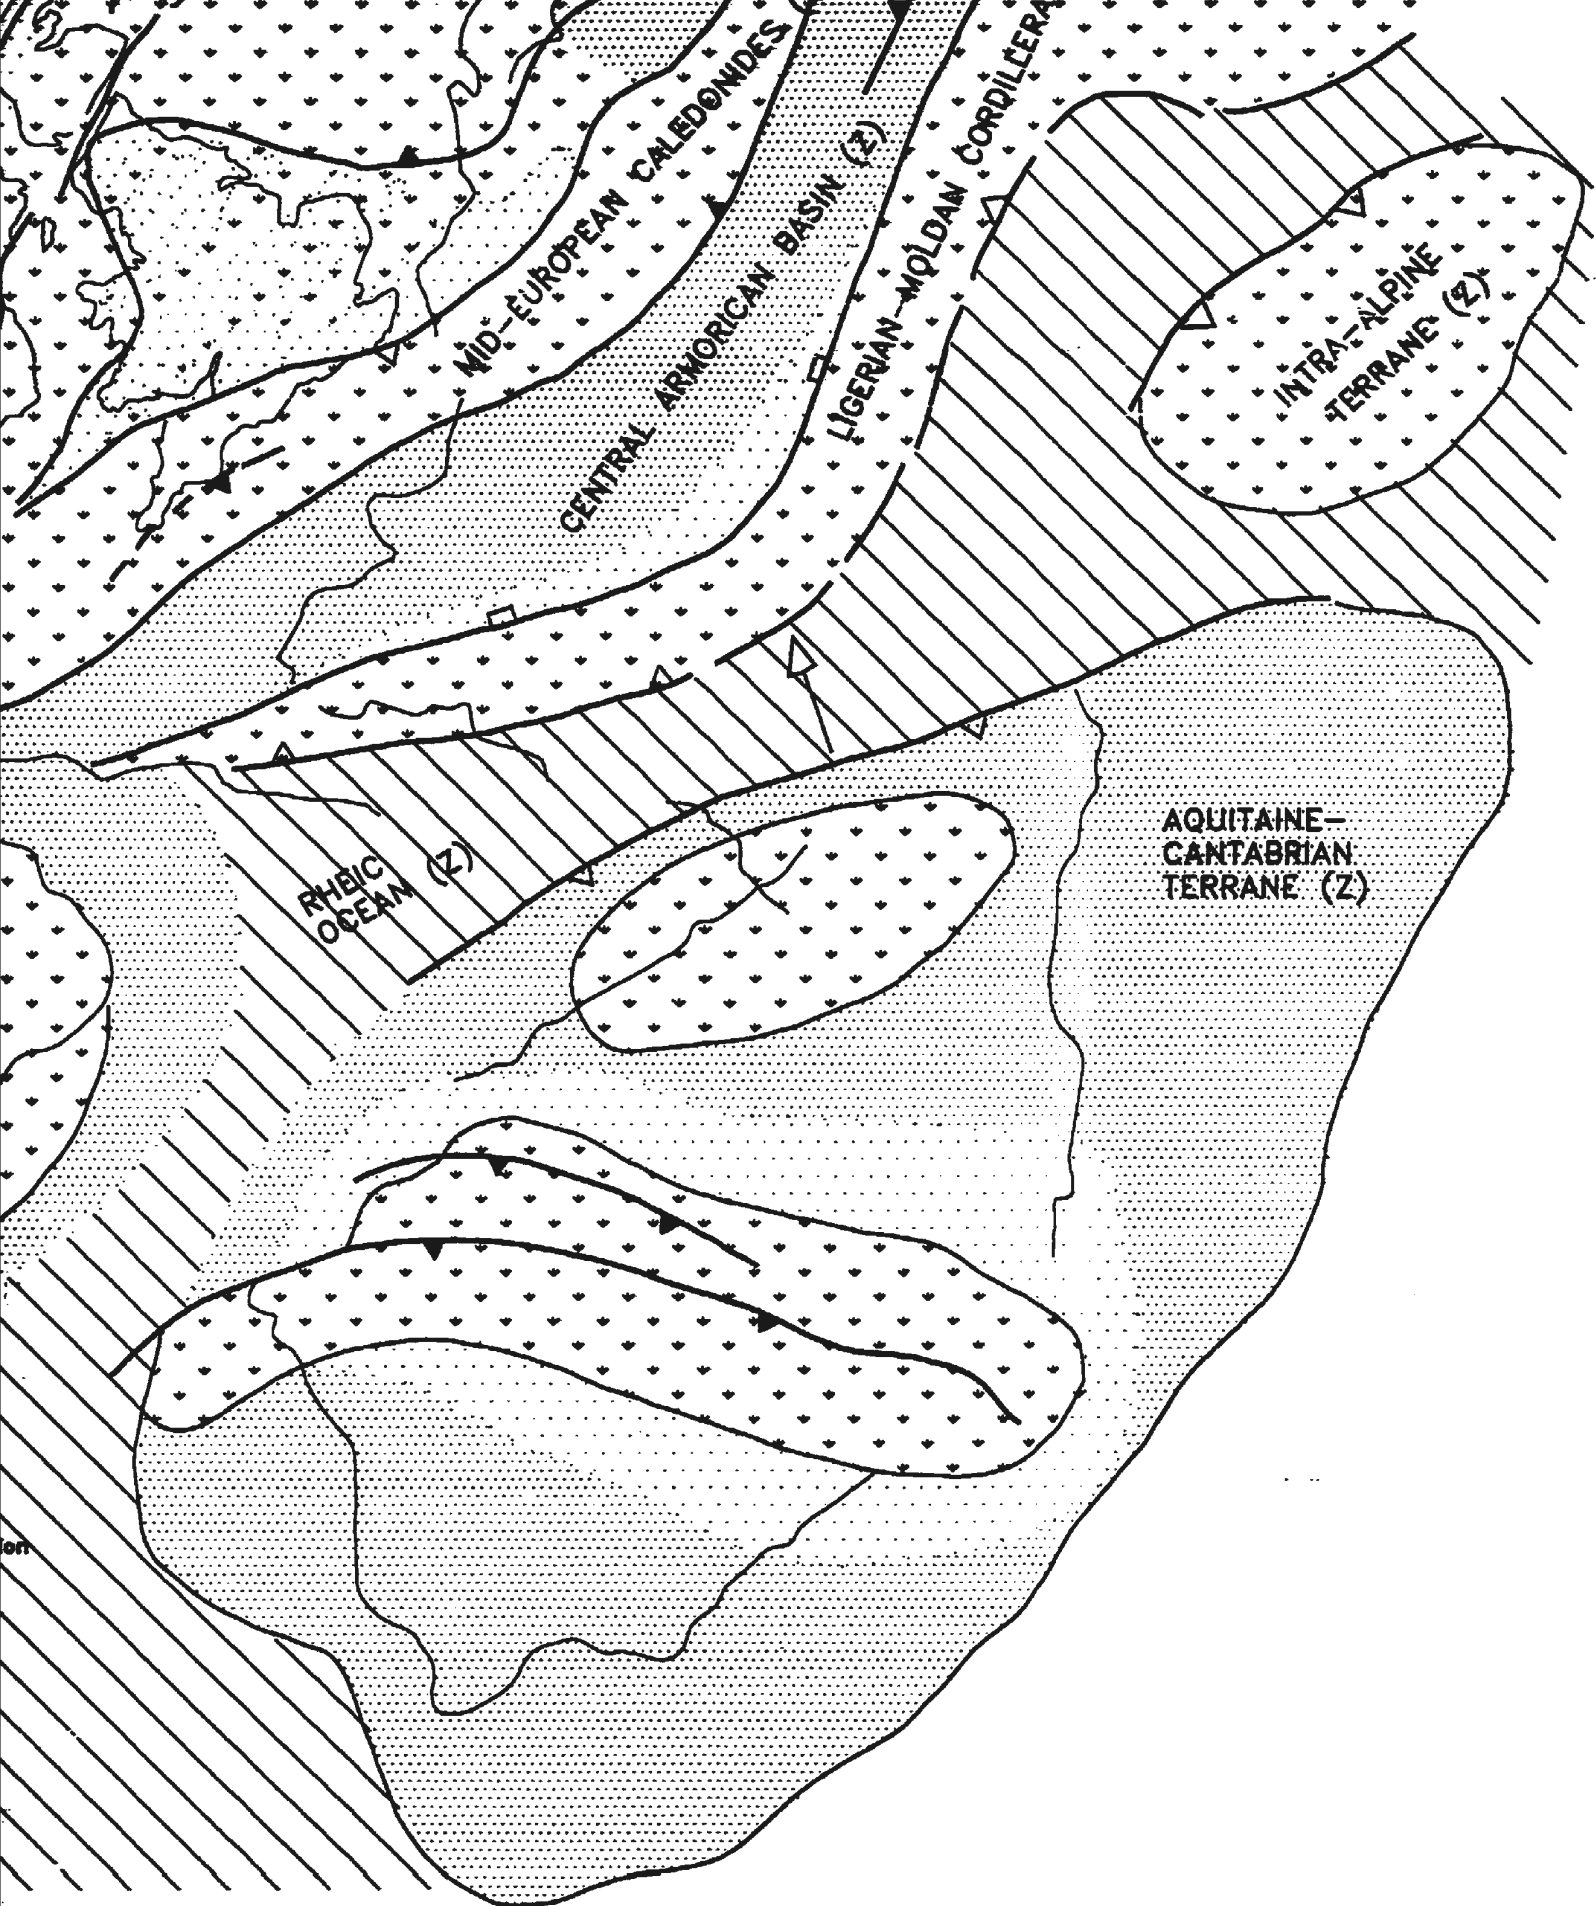 MID-EUROPEAN CALEDONIDES
CENTRAL ARMORICAN BASIN (Z)
LIGERIAN-MOLDAN CORDILLERA
INTRA-ALPINE
TERRANE (Z)
RHEIC
OCEAN (Z)
AQUITAINE-
CANTABRIAN
TERRANE (Z)